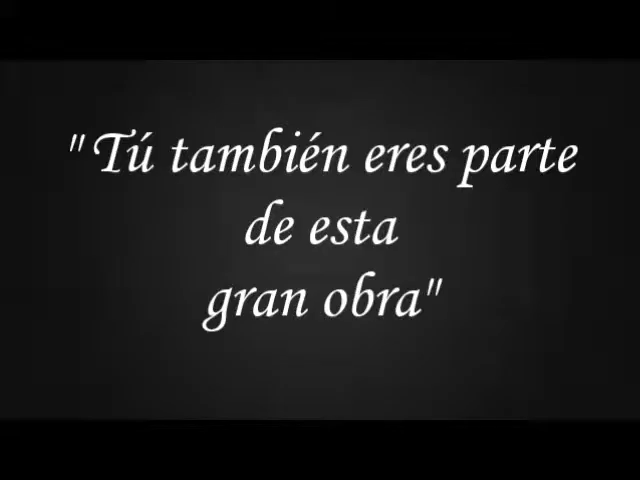 "Tú también eres parte
de esta
gran obra"